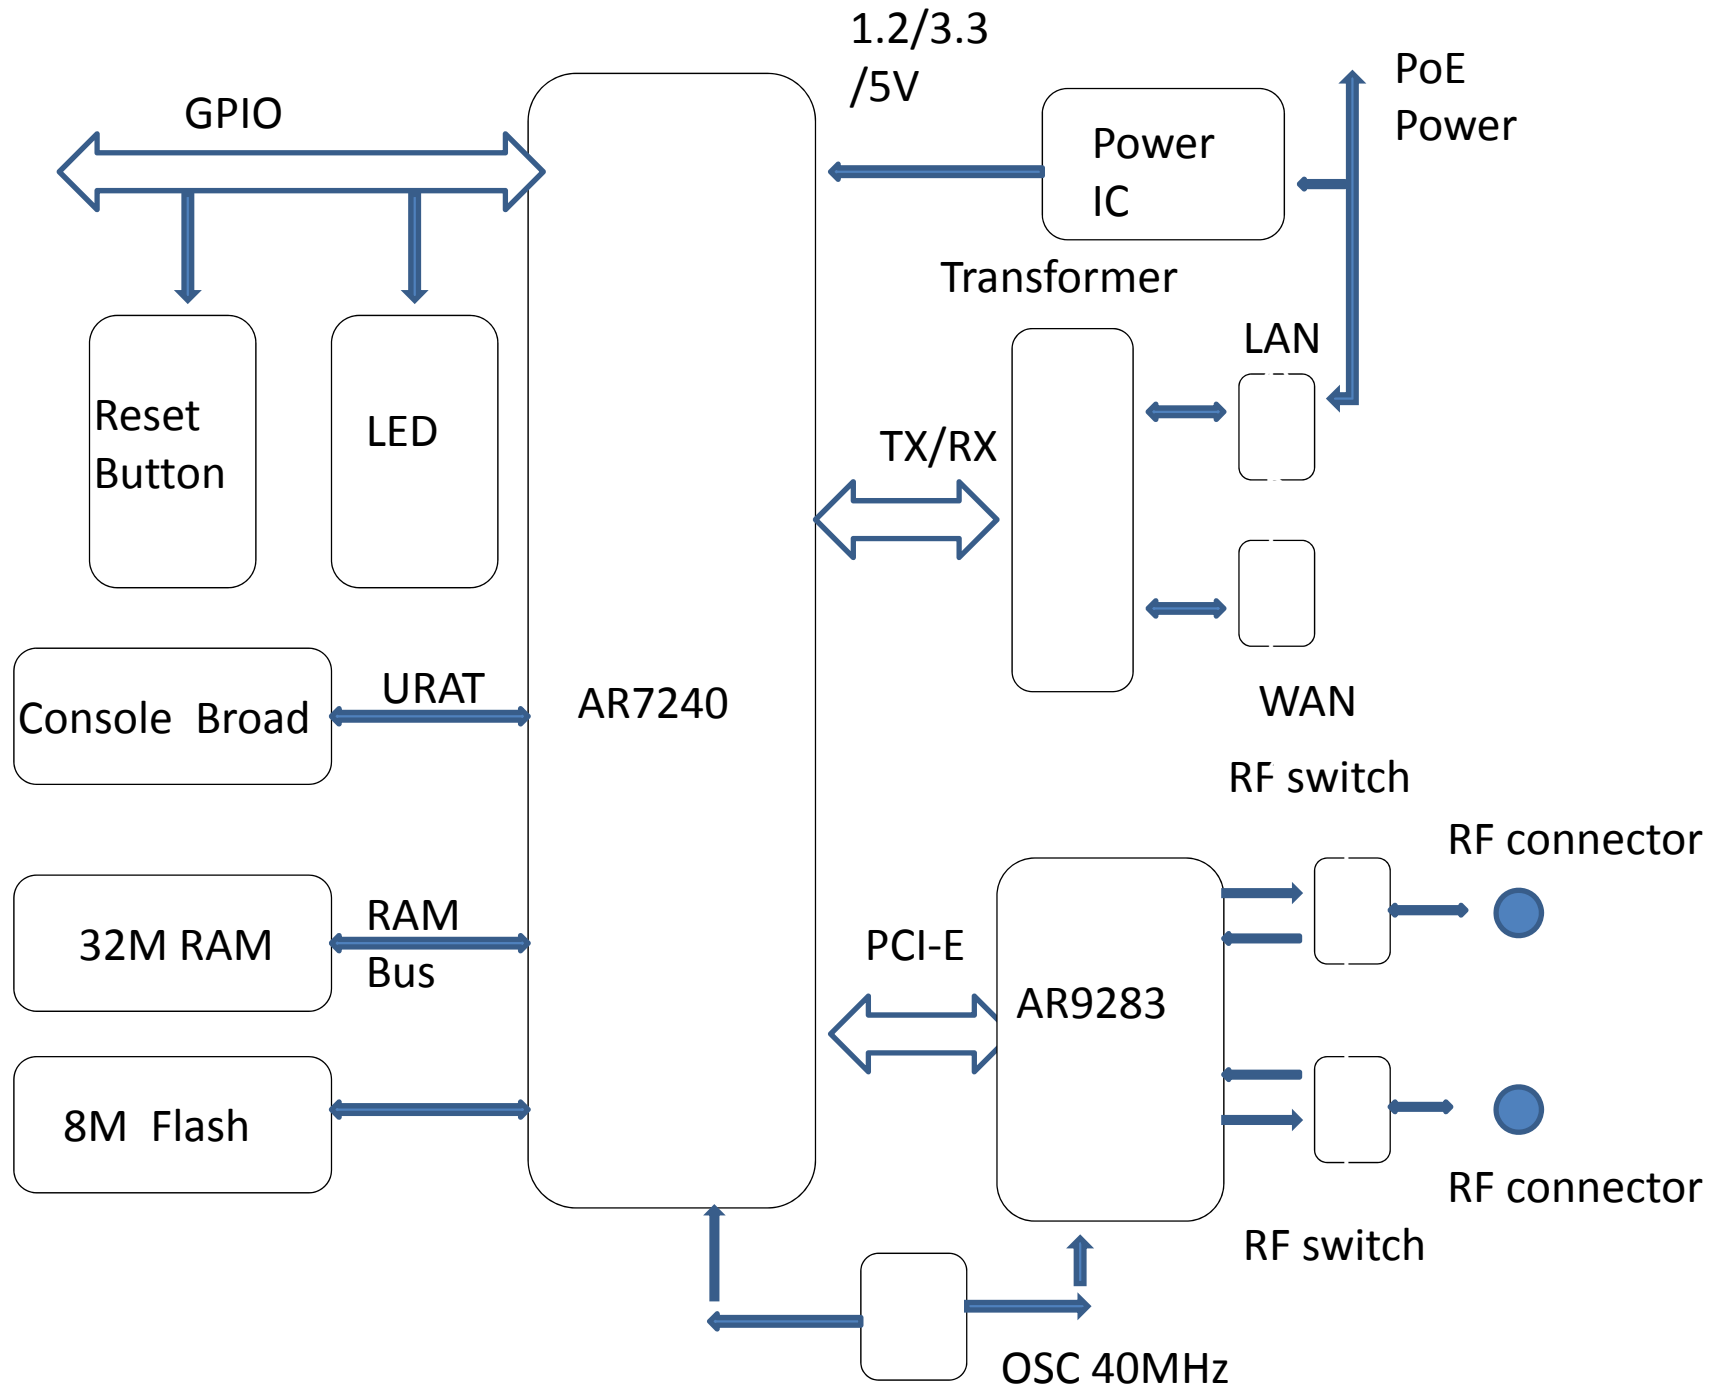 1.2/3.3
/5V
PoE
Power
GPIO
Power
IC
Transformer
LAN
Reset
Button
LED
TX/RX
URAT
Console  Broad
AR7240
WAN
RF switch
RF connector
RAM
Bus
32M RAM
PCI-E
AR9283
8M  Flash
RF connector
RF switch
OSC 40MHz